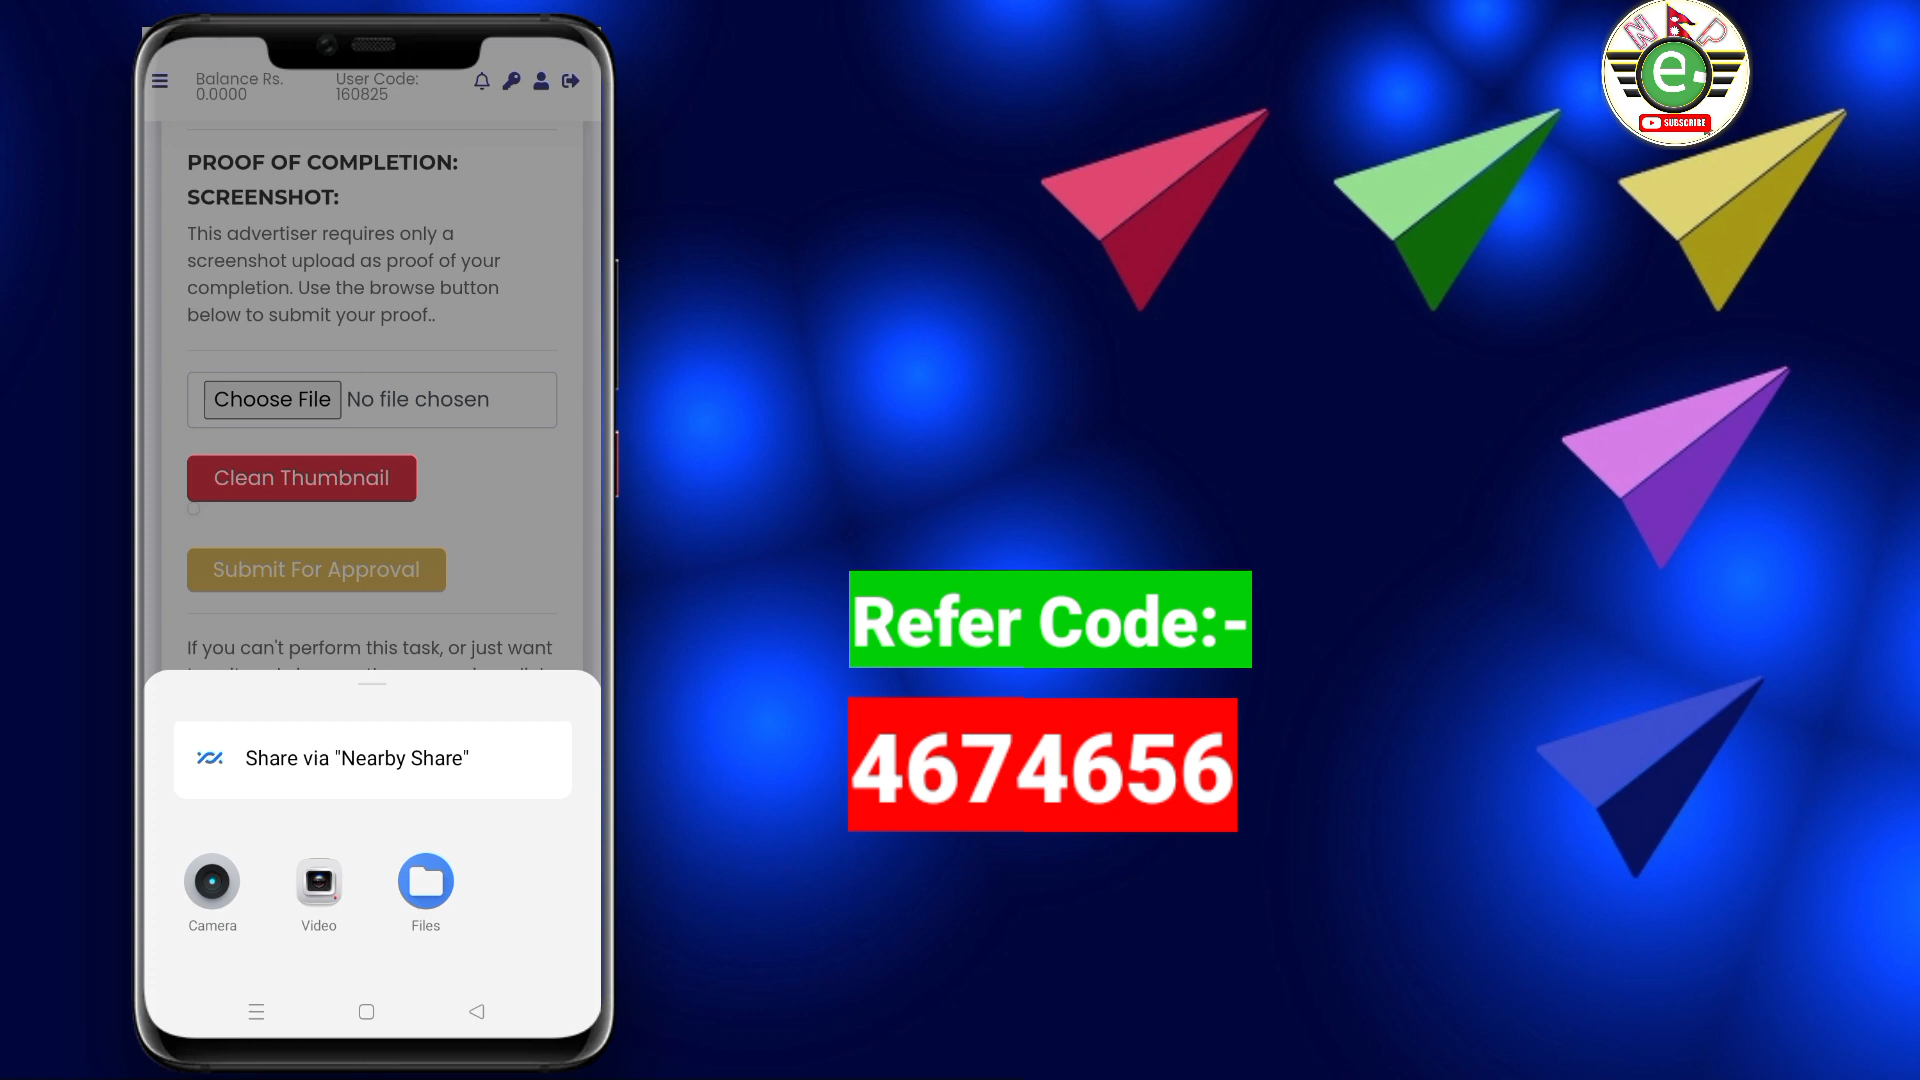 Balance Rs.
0.0000
User Code:
160825
PROOF OF COMPLETION:
SCREENSHOT:
This advertiser requires only a
screenshot upload as proof of your
completion. Use the browse button
below to submit your proof..
Choose File No file chosen
Clean Thumbnail
Submit For Approval
If you can't perform this task, or just want
Share via "Nearby Share"
Camera
Video
Files
N P
e
SUBSCRIBE
Refer Code:-
4674656